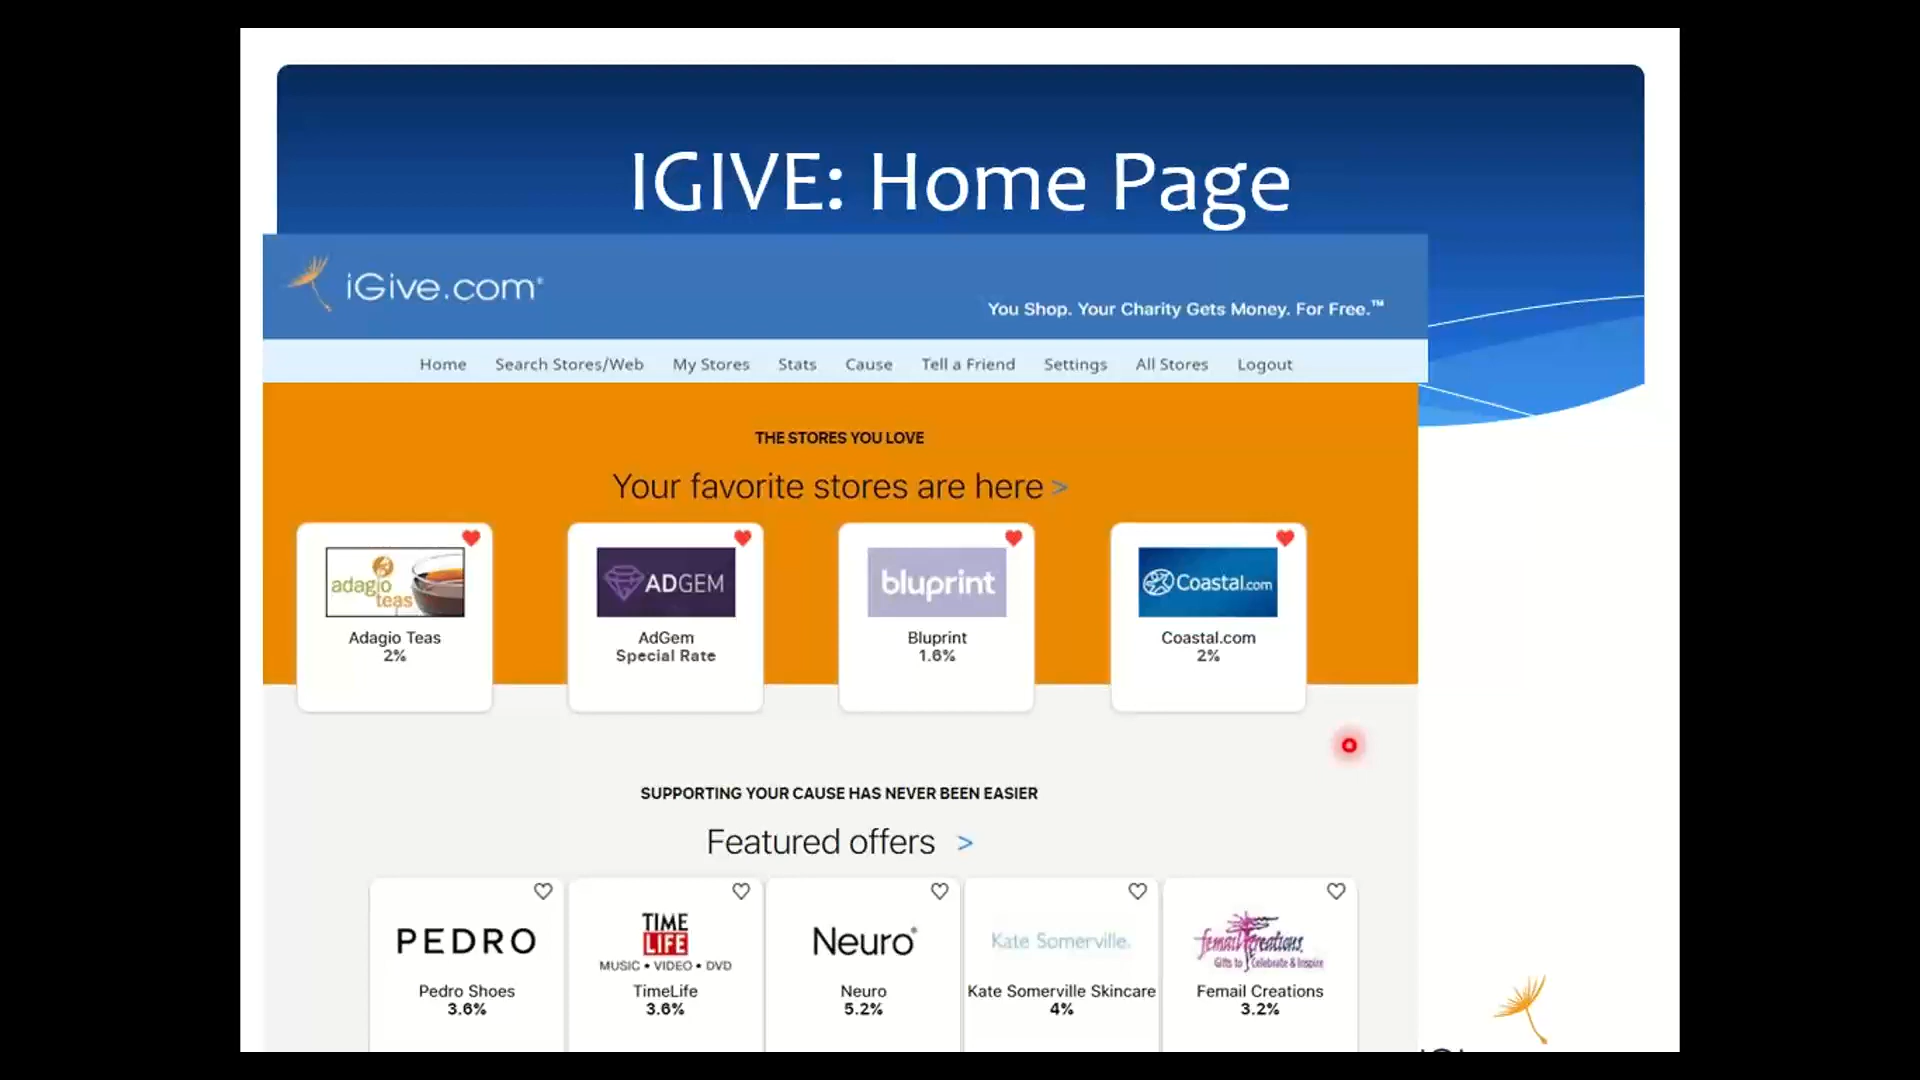 IGIVE: Home Page
iGive.com®
You Shop. Your Charity Gets Money. For Free.™
Home Search Stores/Web My Stores Stats Cause Tell a Friend Settings All Stores Logout
THE STORES YOU LOVE
Your favorite stores are here >
adagio teas
ADGEM
bluprint
Coastal.com
Adagio Teas
2%
AdGem
Special Rate
Bluprint
1.6%
Coastal.com
2%
SUPPORTING YOUR CAUSE HAS NEVER BEEN EASIER
Featured offers >
PEDRO
TIME
LIFE
MUSIC • VIDEO • DVD
Neuro®
Kate Somerville.
femail creations
Gifts to Celebrate & Inspire
Pedro Shoes
3.6%
TimeLife
3.6%
Neuro
5.2%
Kate Somerville Skincare
4%
Femail Creations
3.2%